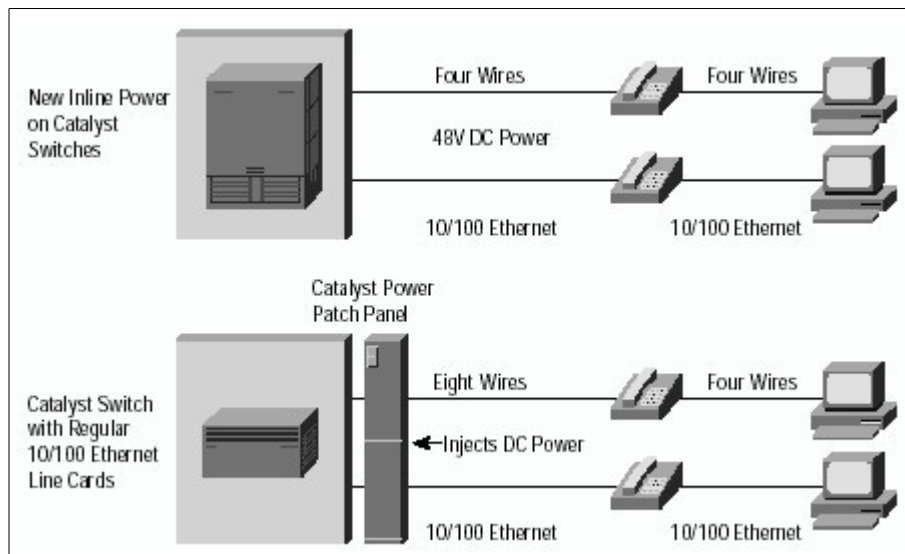 New Inline Power
on Catalyst
Switches
Four Wires
Four Wires
48V DC Power
10/100 Ethernet
10/100 Ethernet
Catalyst Power
Patch Panel
Catalyst Switch
with Regular
10/100 Ethernet
Line Cards
Eight Wires
Four Wires
Injects DC Power
10/100 Ethernet
10/100 Ethernet